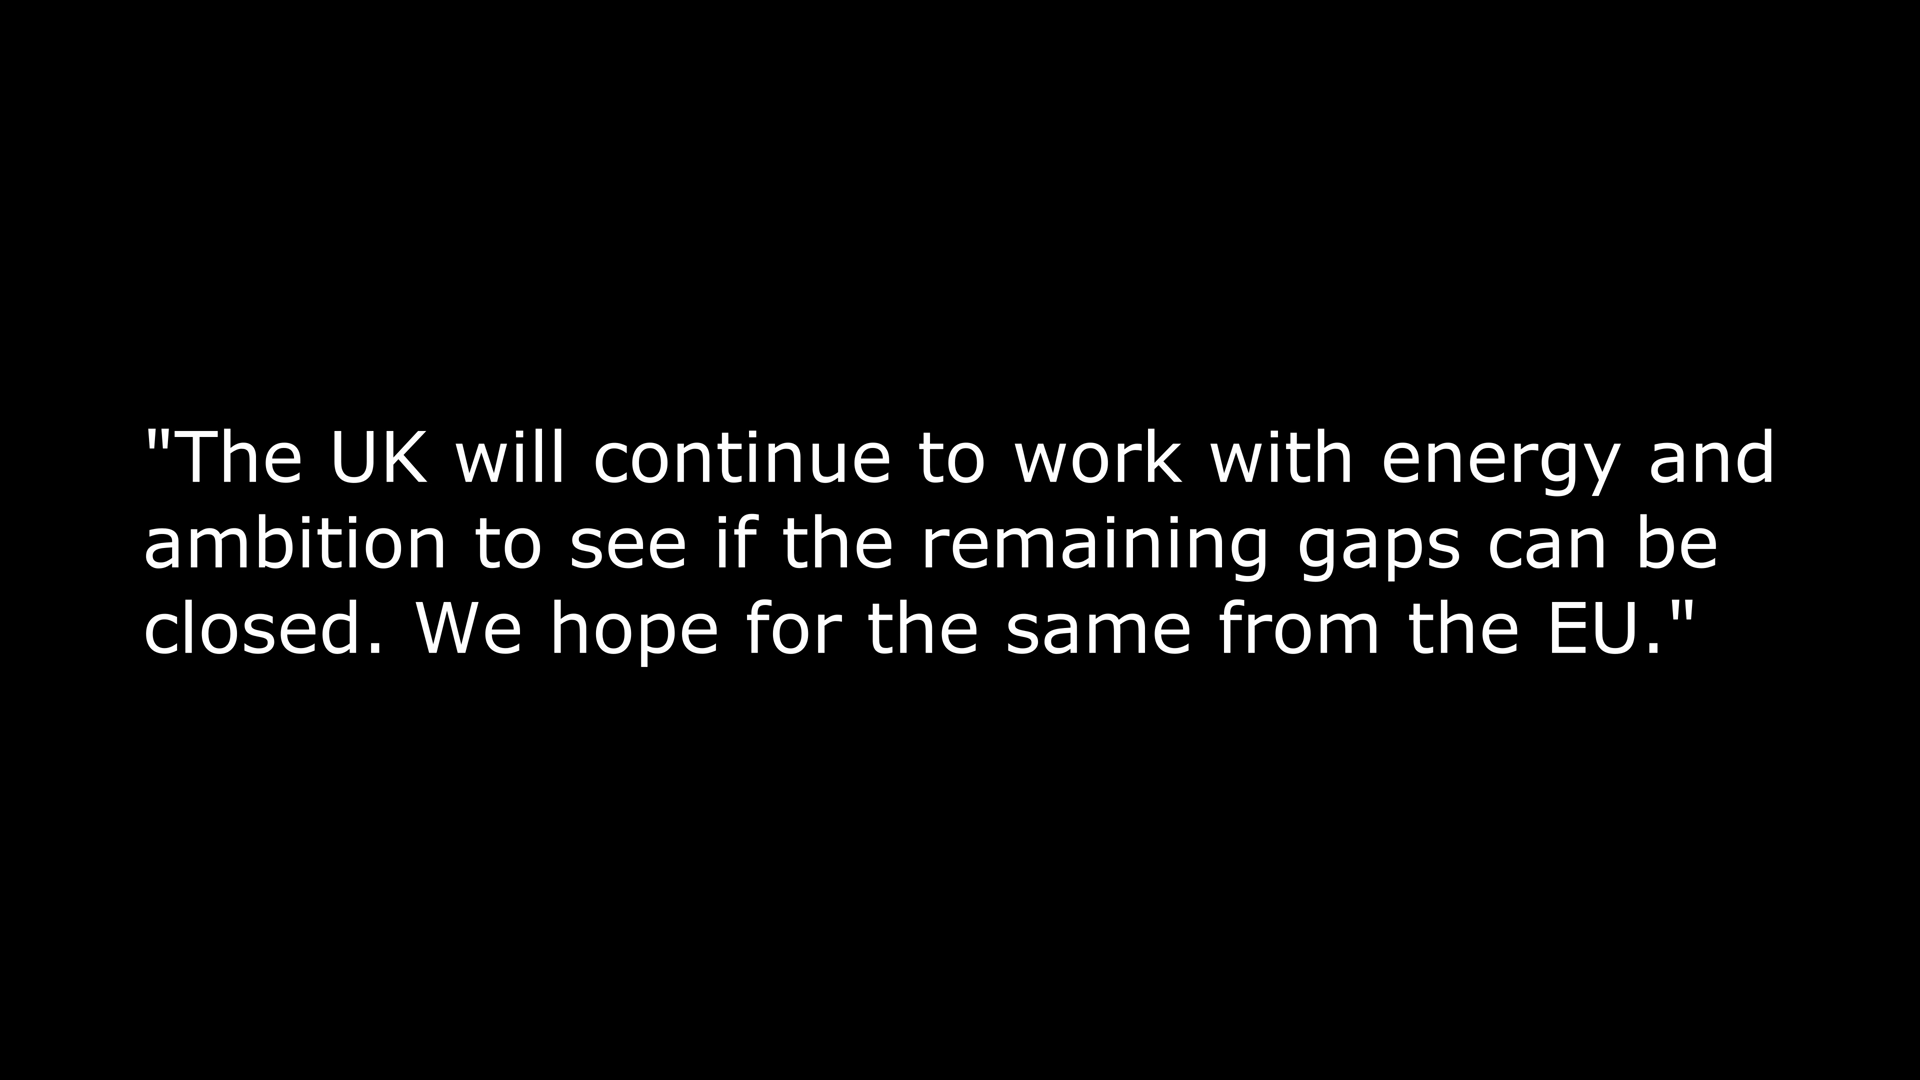 "The UK will continue to work with energy and
ambition to see if the remaining gaps can be
closed. We hope for the same from the EU."